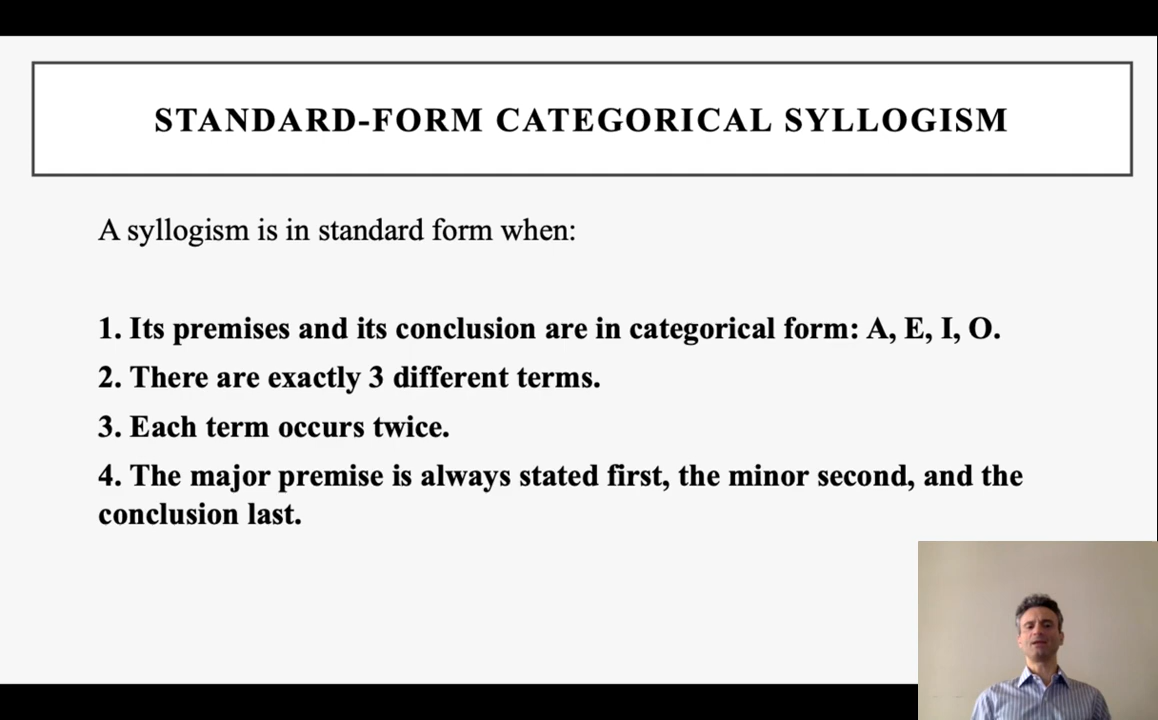 STANDARD-FORM CATEGORICAL SYLLOGISM
A syllogism is in standard form when:
1. Its premises and its conclusion are in categorical form: A, E, I, O.
2. There are exactly 3 different terms.
3. Each term occurs twice.
4. The major premise is always stated first, the minor second, and the
conclusion last.